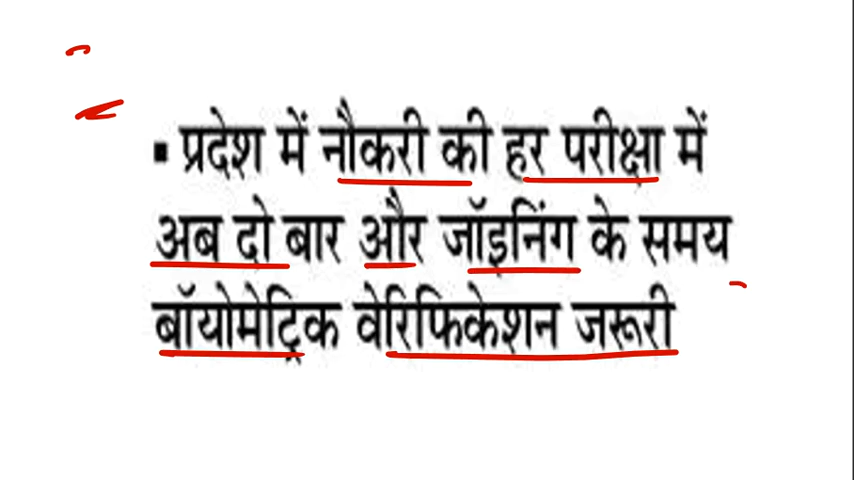 ▪ प्रदेश में नौकरी की हर परीक्षा में
अब दो बार और जॉइनिंग के समय
बॉयोमेट्रिक वेरिफिकेशन जरूरी